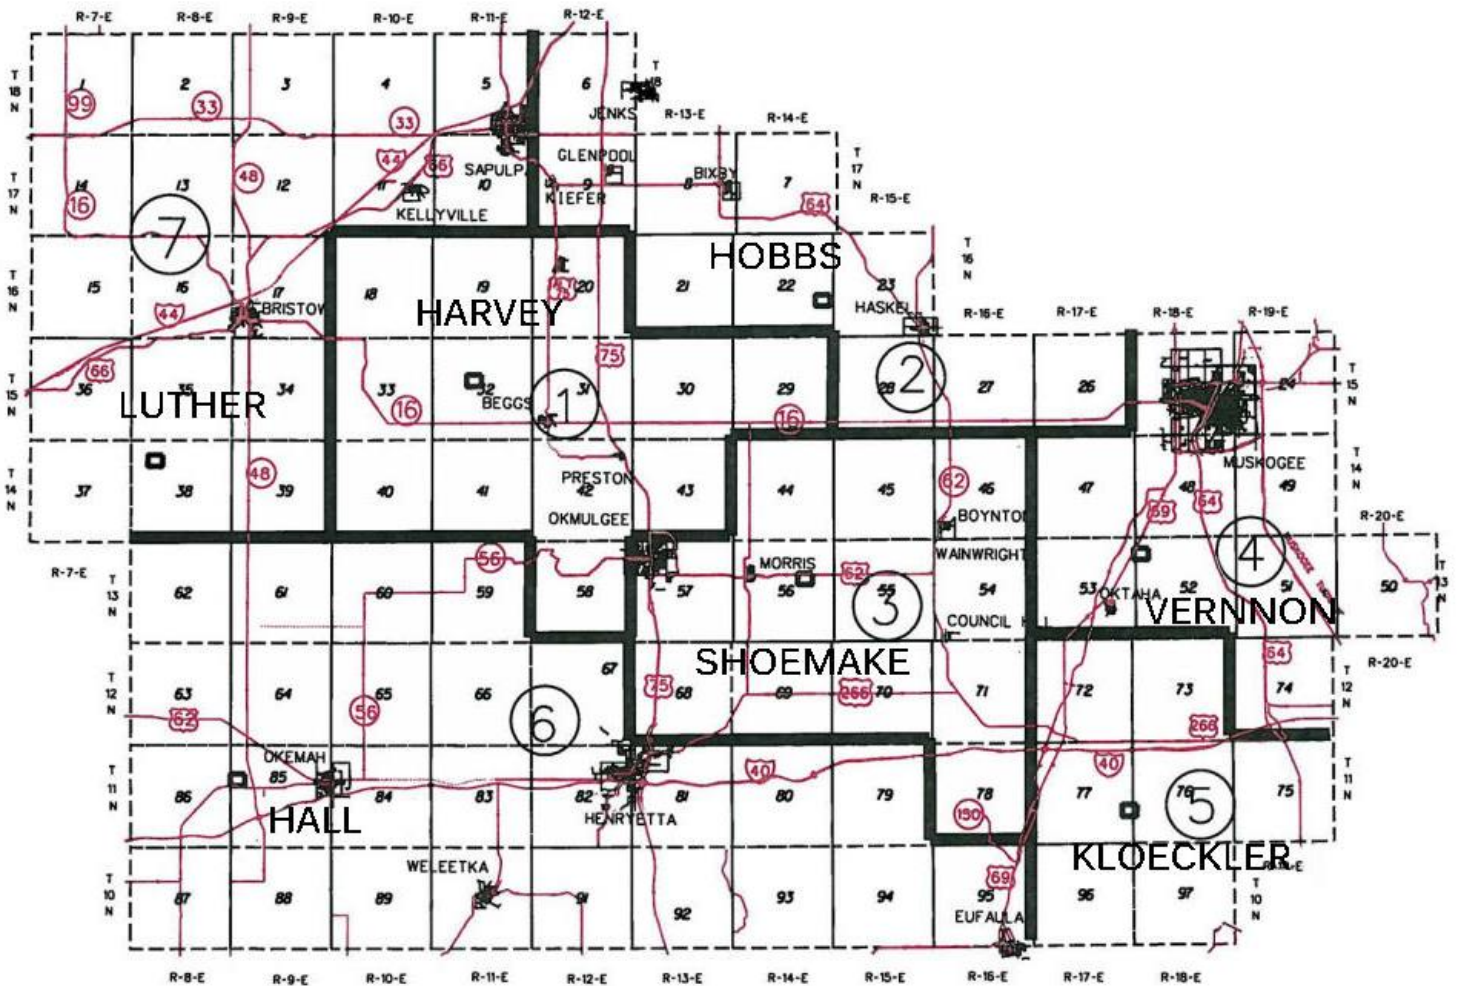 R-7-E R-8-E R-9-E R-10-E R-11-E R-12-E
T 18 N 1 2 3 4 5 6 T 18 N
99 33 33 JENKS R-13-E R-14-E
44 66 SAPULP GLENPOOL BIXBY
T 17 N 14 13 48 12 11 10 12 9 8 7 T 17 N
16 KELLYVILLE KIEFER 64 R-15-E
7 HOBBS
T 16 N 15 16 17 18 19 20 21 22 23 T 16 N
44 BRISTOW HARVEY 75 HASKEL R-16-E R-17-E R-18-E R-19-E
66 75 2
T 15 N 36 35 34 33 32 31 30 29 28 27 26 24 T 15 N
LUTHER 16 BEGGS 1 16
MUSKOGEE
T 14 N 37 38 48 39 40 41 PRESTON 42 43 44 45 62 46 47 48 49 T 14 N
OKMULGEE BOYNTON 69 64 R-20-E
R-7-E 56 MORRIS 62 WAINWRIGHT 4
T 13 N 62 61 60 59 58 57 56 55 54 53 52 51 50 T 13 N
3 COUNCIL H OKTAHA VERNNON
SHOEMAKE 64 R-20-E
T 12 N 63 64 65 66 67 68 69 70 71 72 73 74 T 12 N
62 56 6 75 266 266
OKEMAH 40 40
T 11 N 86 85 84 83 82 81 80 79 78 77 76 75 T 11 N
HALL HENRYETTA 150 5
WELEETKA 69 KLOECKLER
T 10 N 87 88 89 91 92 93 94 95 96 97 T 10 N
EUFAULA
R-8-E R-9-E R-10-E R-11-E R-12-E R-13-E R-14-E R-15-E R-16-E R-17-E R-18-E